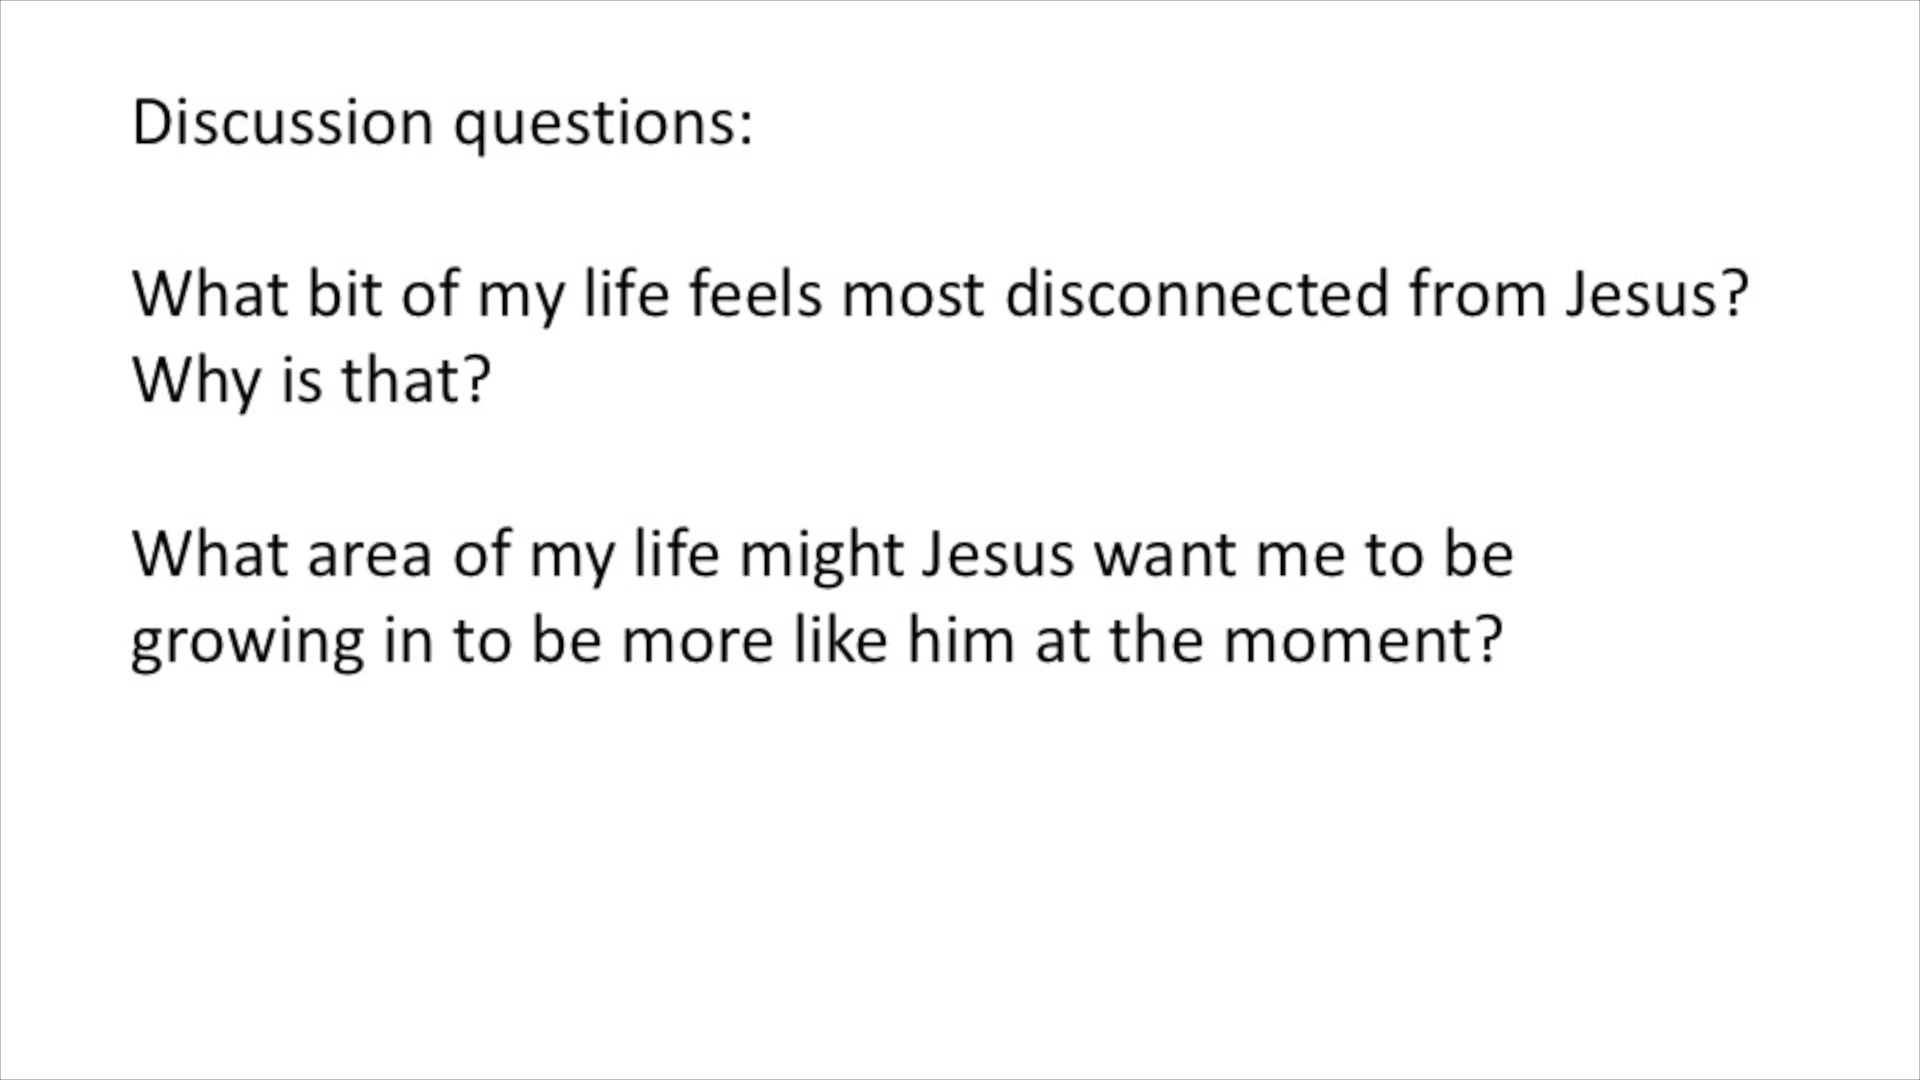 Discussion questions:
What bit of my life feels most disconnected from Jesus?
Why is that?
What area of my life might Jesus want me to be
growing in to be more like him at the moment?